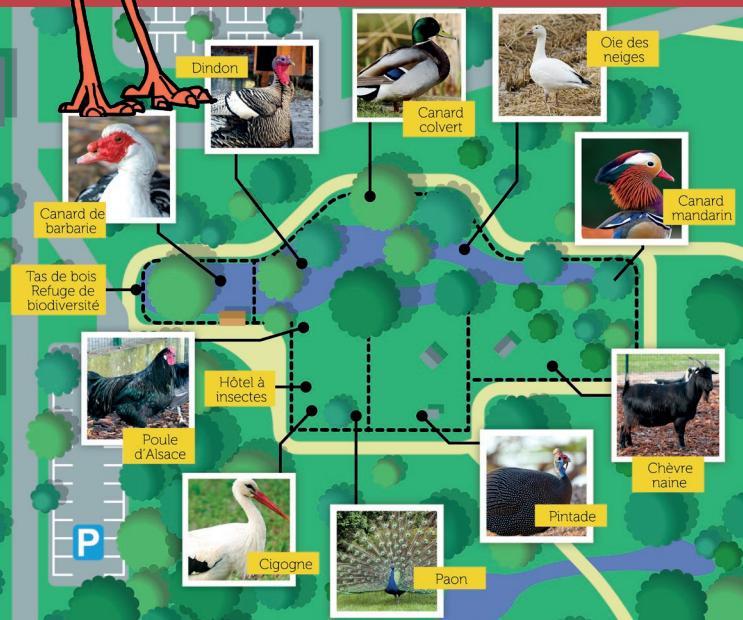 Dindon
Canard
colvert
Oie des
neiges
Canard de
barbarie
Canard
mandarin
Tas de bois
Refuge de
biodiversité
Hôtel à
insectes
Poule
d'Alsace
Chèvre
naine
Pintade
Cigogne
Paon
P